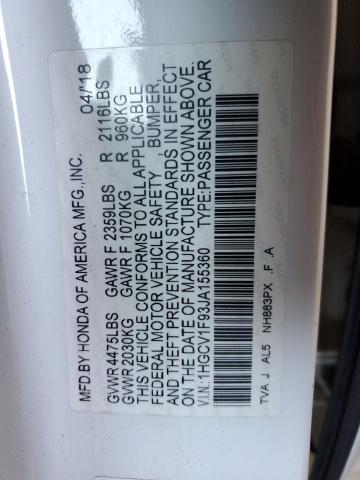 MFD.BY HONDA OF AMERICA MFG.,INC. 04/'18
GVWR 4475LBS GAWR F 2359LBS R 2116LBS
GVWR 2030KG GAWR F 1070KG R 960KG
THIS VEHICLE CONFORMS TO ALL APPLICABLE
FEDERAL MOTOR VEHICLE SAFETY, BUMPER,
AND THEFT PREVENTION STANDARDS IN EFFECT
ON THE DATE OF MANUFACTURE SHOWN ABOVE.
V.I.N.:1HGCV1F93JA155360 TYPE:PASSENGER CAR
TVA J AL5 NH883PX .F .A